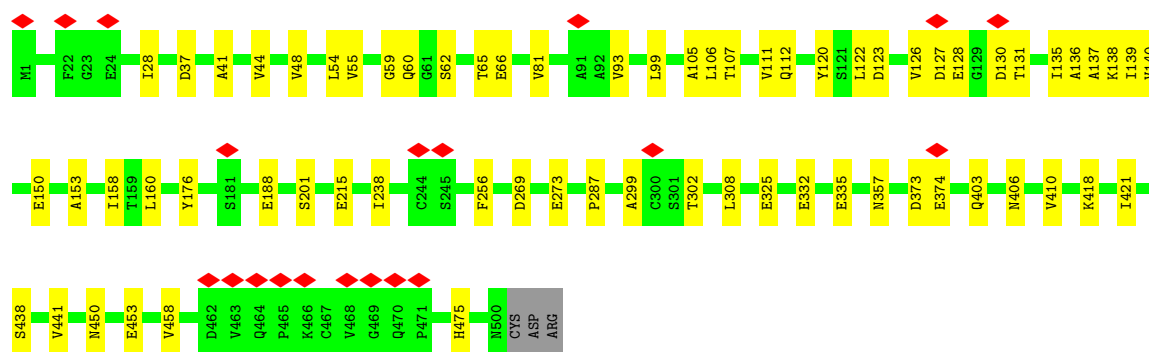 M1 F22 G23 E24 I28 D37 A41 V44 V48 L54 V55 G59 Q60 G61 S62 T65 E66 V81 A91 A92 V93 L99 A105 L106 T107 V111 Q112 Y120 S121 L122 D123 V126 D127 E128 G129 D130 T131 I135 A136 A137 K138 I139
E150 A153 I158 T159 L160 Y176 S181 E188 S201 E215 I238 C244 S245 F256 D269 E273 P287 A299 C300 S301 T302 L308 E325 E332 E335 N357 D373 E374 Q403 N406 V410 K418 I421
S438 V441 N450 E453 V458 D462 V463 Q464 P465 K466 C467 V468 G469 Q470 P471 H475 N500 CYS ASP ARG